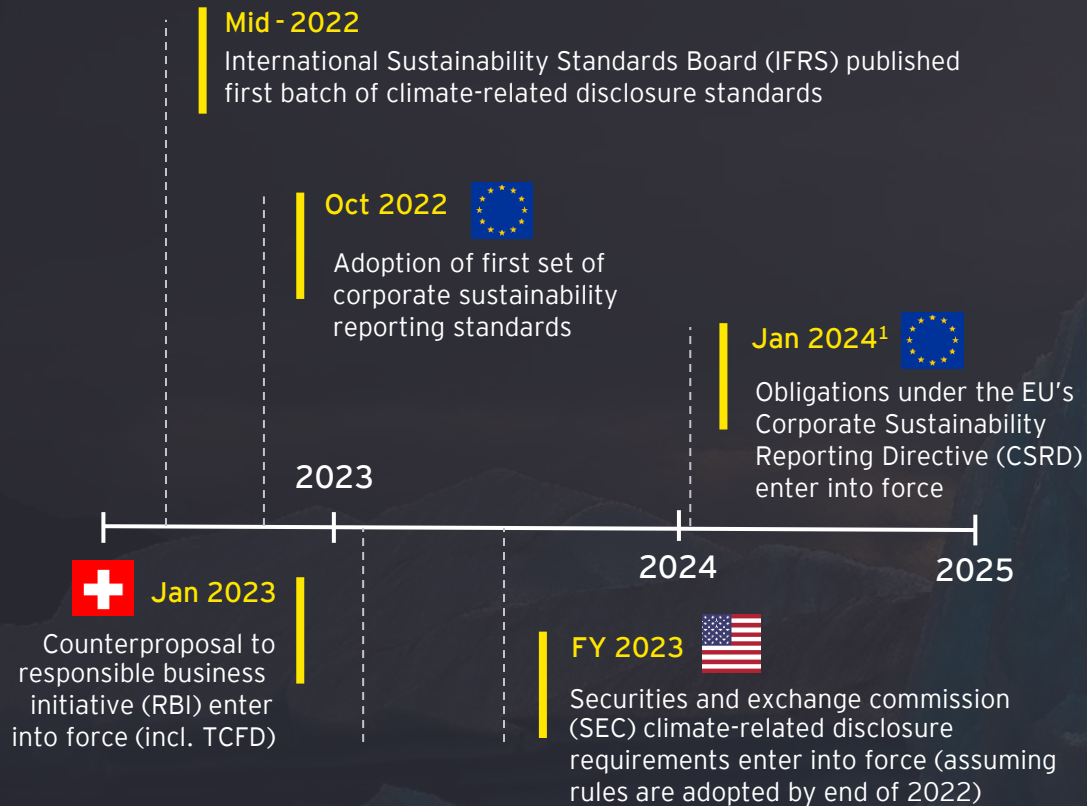 Mid - 2022
International Sustainability Standards Board (IFRS) published
first batch of climate-related disclosure standards
Oct 2022
Adoption of first set of
corporate sustainability
reporting standards
Jan 2024¹
Obligations under the EU's
Corporate Sustainability
Reporting Directive (CSRD)
enter into force
2023
2024
2025
Jan 2023
Counterproposal to
responsible business
initiative (RBI) enter
into force (incl. TCFD)
FY 2023
Securities and exchange commission
(SEC) climate-related disclosure
requirements enter into force (assuming
rules are adopted by end of 2022)